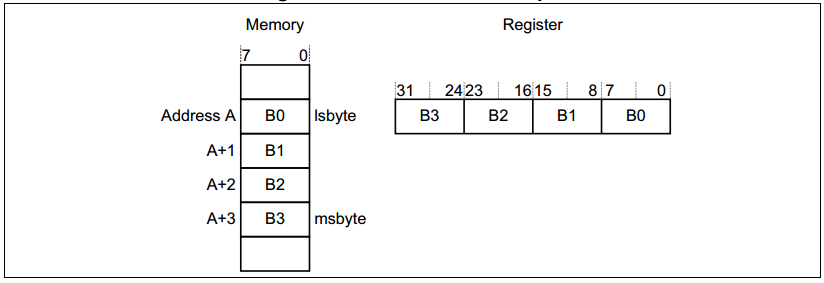 Memory Register
7 0
31 24 23 16 15 8 7 0
Address A B0 lsbyte B3 B2 B1 B0
A+1 B1
A+2 B2
A+3 B3 msbyte